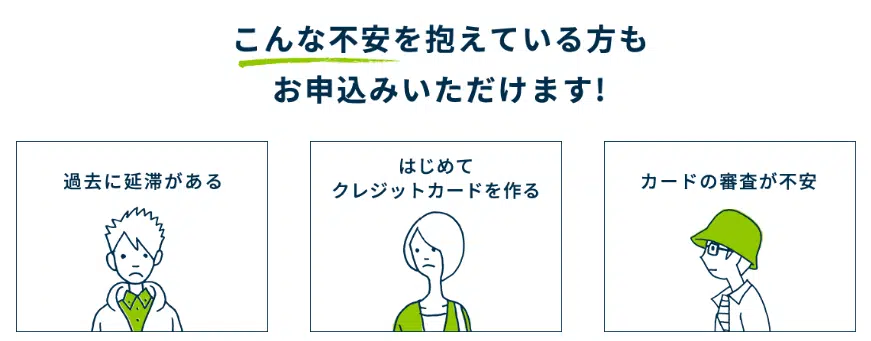 こんな不安を抱えている方も
お申込みいただけます!
過去に延滞がある
はじめて
クレジットカードを作る
カードの審査が不安